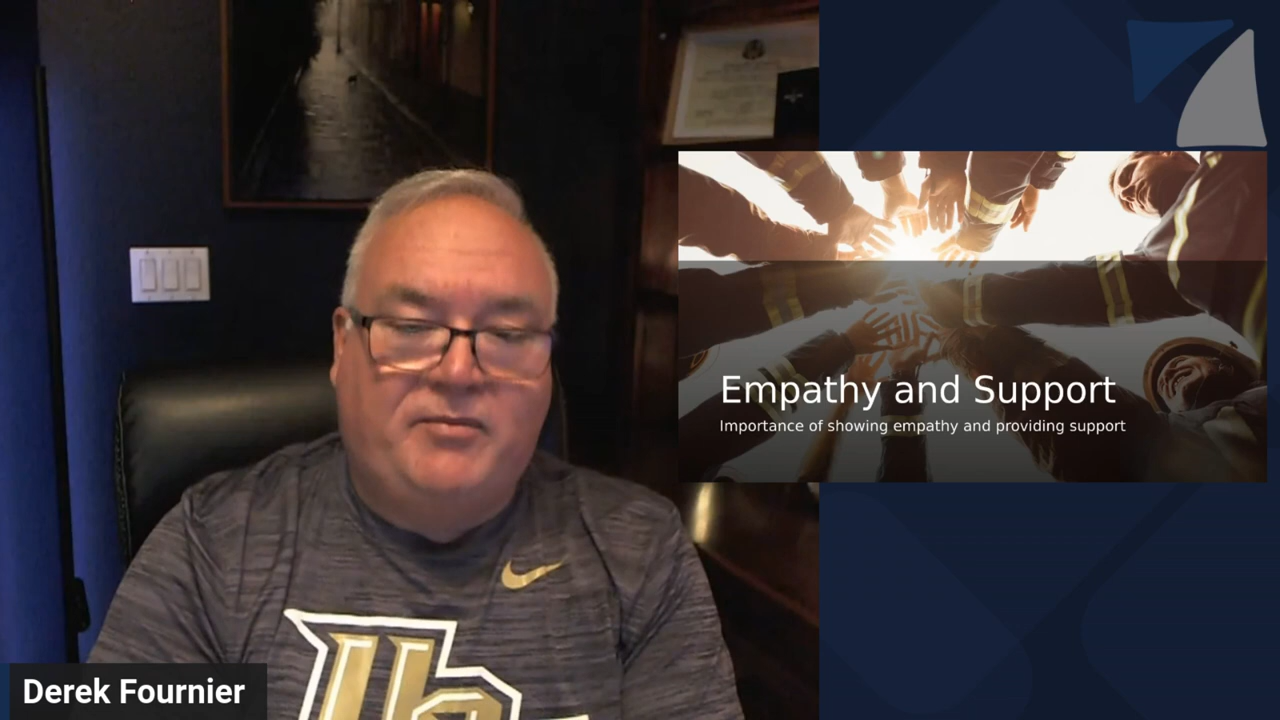 Empathy and Support
Importance of showing empathy and providing support
Derek Fournier